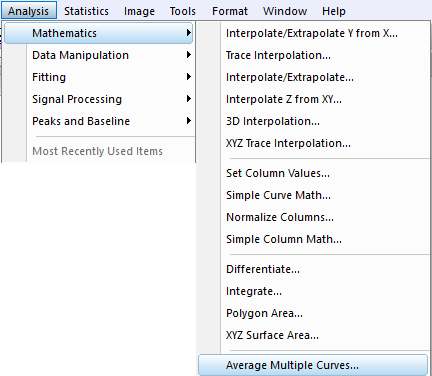 Analysis Statistics Image Tools Format Window Help
Mathematics
Data Manipulation
Fitting
Signal Processing
Peaks and Baseline
Most Recently Used Items
Interpolate/Extrapolate Y from X...
Trace Interpolation...
Interpolate/Extrapolate...
Interpolate Z from XY...
3D Interpolation...
XYZ Trace Interpolation...
Set Column Values...
Simple Curve Math...
Normalize Columns...
Simple Column Math...
Differentiate...
Integrate...
Polygon Area...
XYZ Surface Area...
Average Multiple Curves...